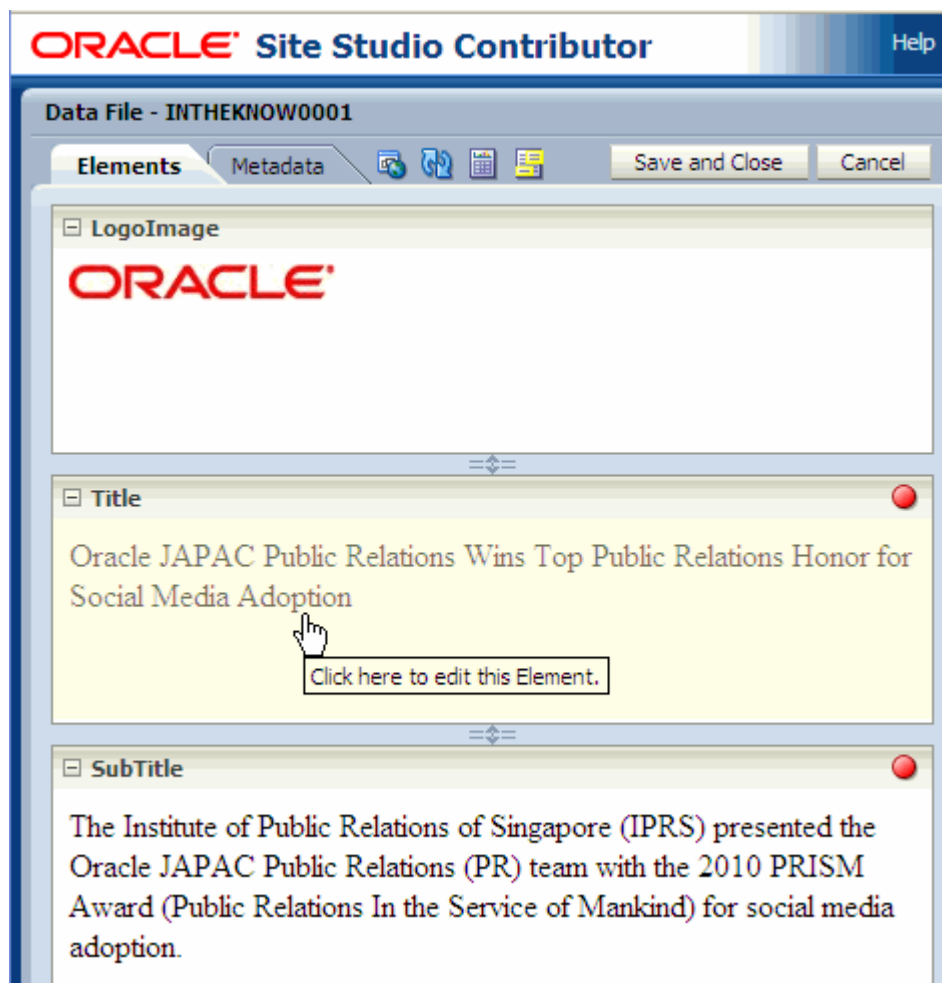 ORACLE Site Studio Contributor Help
Data File - INTHEKNOW0001
Elements Metadata Save and Close Cancel
LogoImage
ORACLE
Title
Oracle JAPAC Public Relations Wins Top Public Relations Honor for
Social Media Adoption
Click here to edit this Element.
SubTitle
The Institute of Public Relations of Singapore (IPRS) presented the
Oracle JAPAC Public Relations (PR) team with the 2010 PRISM
Award (Public Relations In the Service of Mankind) for social media
adoption.